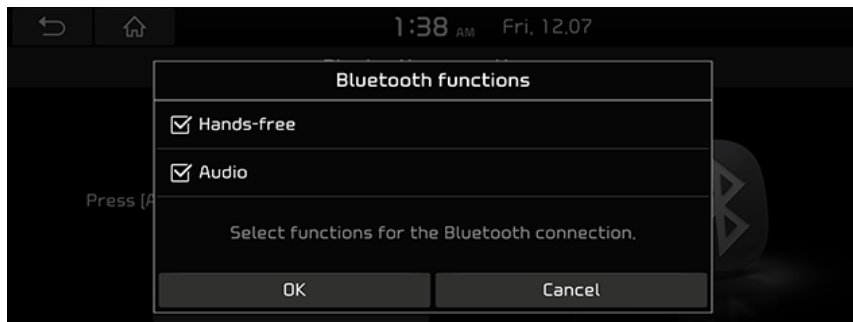 1:38 AM Fri, 12.07
Bluetooth functions
Hands-free
Audio
Press
Select functions for the Bluetooth connection.
OK Cancel